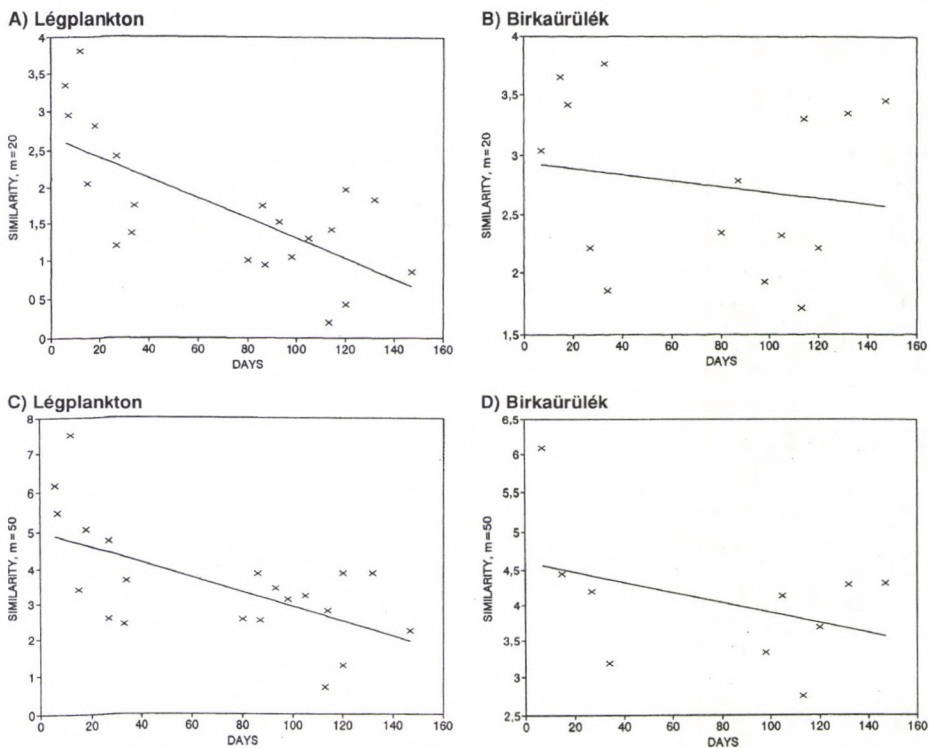 A) Légplankton
4
3,5
3
2,5
2
1,5
1
0 5
0
SIMILARITY, m=20
0 20 40 60 80 100 120 140 160
DAYS
B) Birkaürülék
4
3,5
3
2,5
2
1,5
SIMILARITY, m=20
0 20 40 60 80 100 120 140 160
DAYS
C) Légplankton
8
7
6
5
4
3
2
1
0
SIMILARITY, m=50
0 20 40 60 80 100 120 140 160
DAYS
D) Birkaürülék
6,5
6
5,5
5
4,5
4
3,5
3
2,5
SIMILARITY, m=50
0 20 40 60 80 100 120 140 160
DAYS